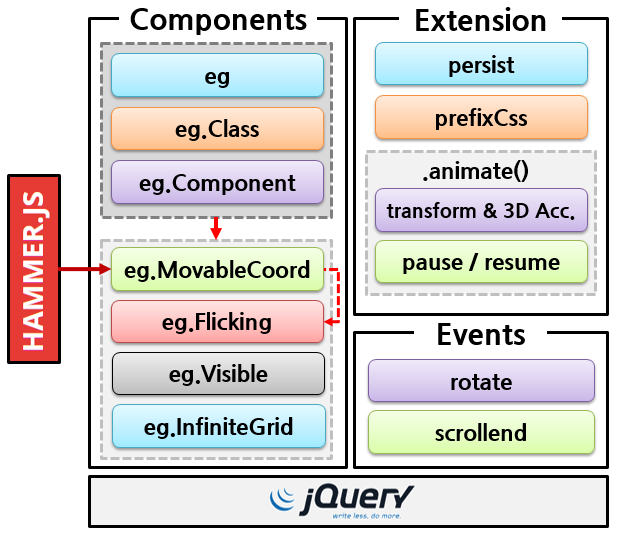 Components
eg
eg.Class
eg.Component
HAMMER.JS
eg.MovableCoord
eg.Flicking
eg.Visible
eg.InfiniteGrid
Extension
persist
prefixCss
.animate()
transform & 3D Acc.
pause / resume
Events
rotate
scrollend
jQuery
write less, do more.